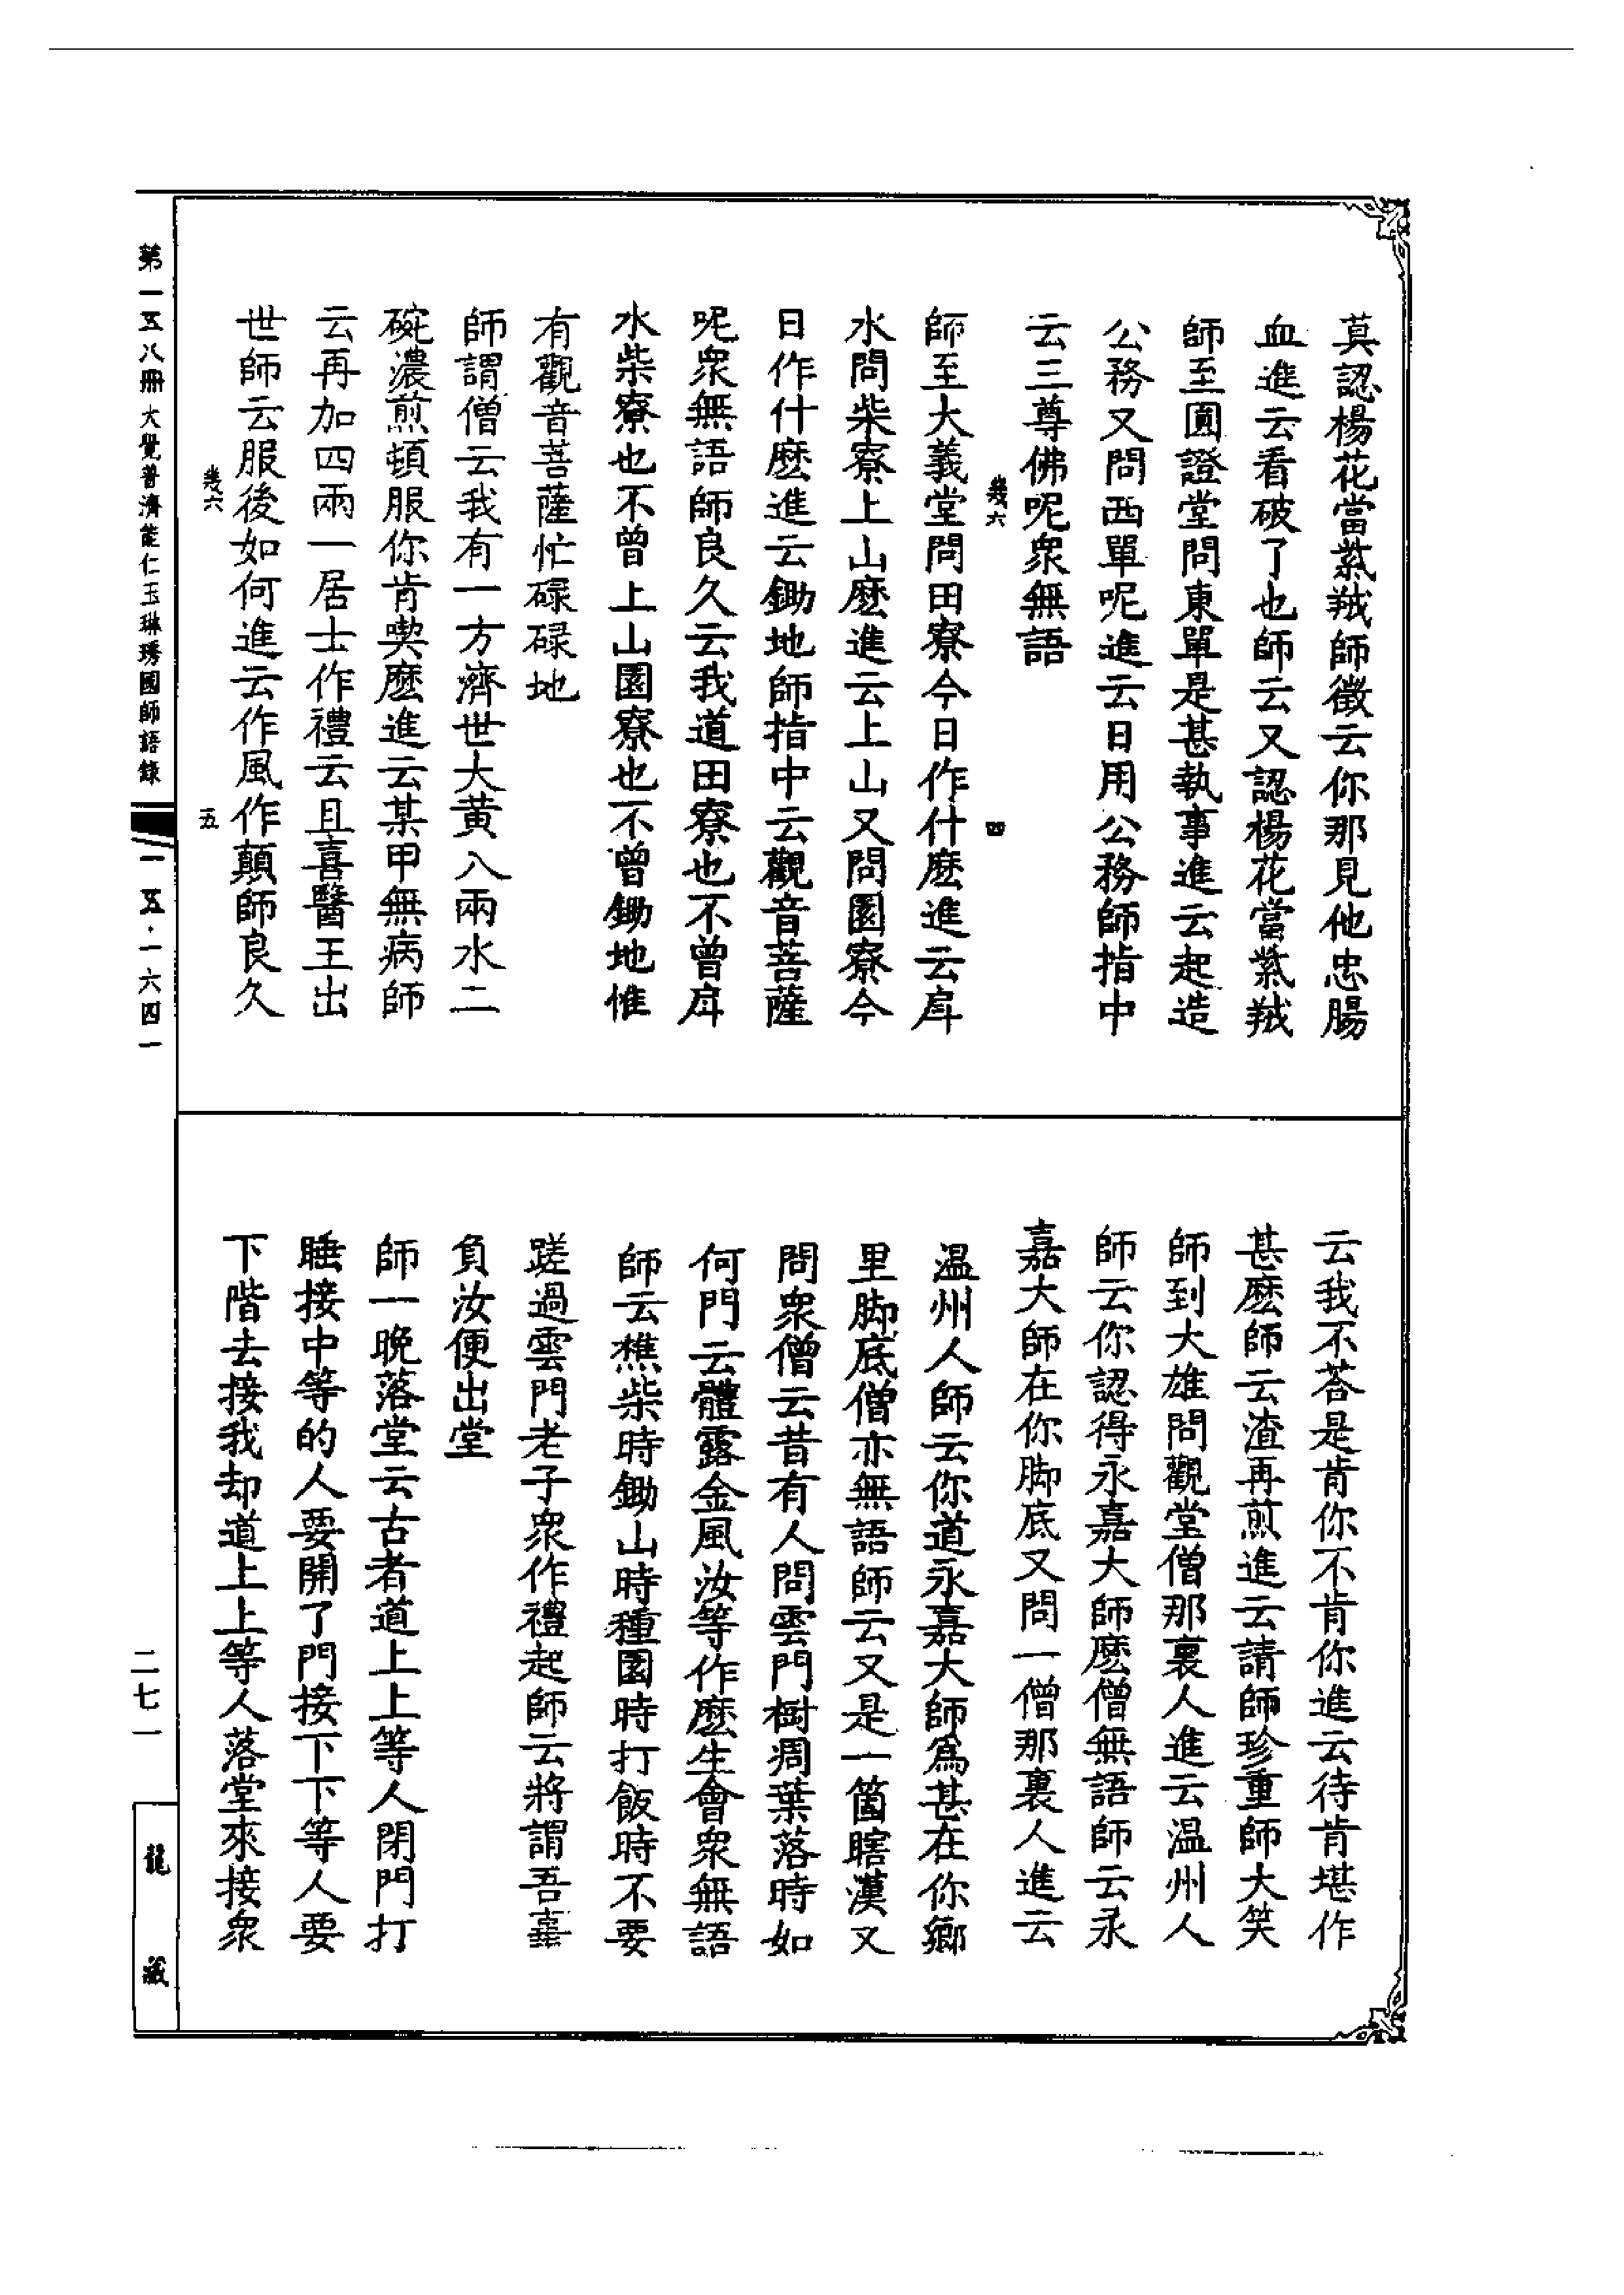 莫認楊花當紫羢師徵云你那見他忠腸
血進云看破了也師云又認楊花當紫羢
師至圓證堂問東單是甚執事進云起造
公務又問西單呢進云日用公務師指中
云三尊佛呢眾無語
幾六
四
師至大義堂問田寮今日作什麽進云戽
水問柴寮上山麽進云上山又問園寮今
日作什麽進云鋤地師指中云觀音菩薩
呢眾無語師良久云我道田寮也不曾戽
水柴寮也不曾上山園寮也不曾鋤地惟
有觀音菩薩忙碌碌地
師謂僧云我有一方濟世大黃八兩水二
碗濃煎頓服你肯喫麽進云某甲無病師
云再加四兩一居士作禮云且喜醫王出
世師云服後如何進云作風作顛師良久
幾六
五
云我不荅是肯你不肯你進云待肯堪作
甚麽師云渣再煎進云請師珍重師大笑
師到大雄問觀堂僧那裏人進云温州人
師云你認得永嘉大師麽僧無語師云永
嘉大師在你脚底又問一僧那裏人進云
温州人師云你道永嘉大師爲甚在你鄉
里脚底僧亦無語師云又是一箇瞎漢又
問衆僧云昔有人問雲門樹凋葉落時如
何門云體露金風汝等作麽生會衆無語
師云樵柴時鋤山時種園時打飯時不要
蹉過雲門老子衆作禮起師云將謂吾辜
負汝便出堂
師一晚落堂云古者道上上等人閉門打
睡接中等的人要開了門接下下等人要
下階去接我却道上上等人落堂來接衆
第一五八冊 大覺普濟能仁玉琳琇國師語錄
一五·一六四一
二七一
龍藏